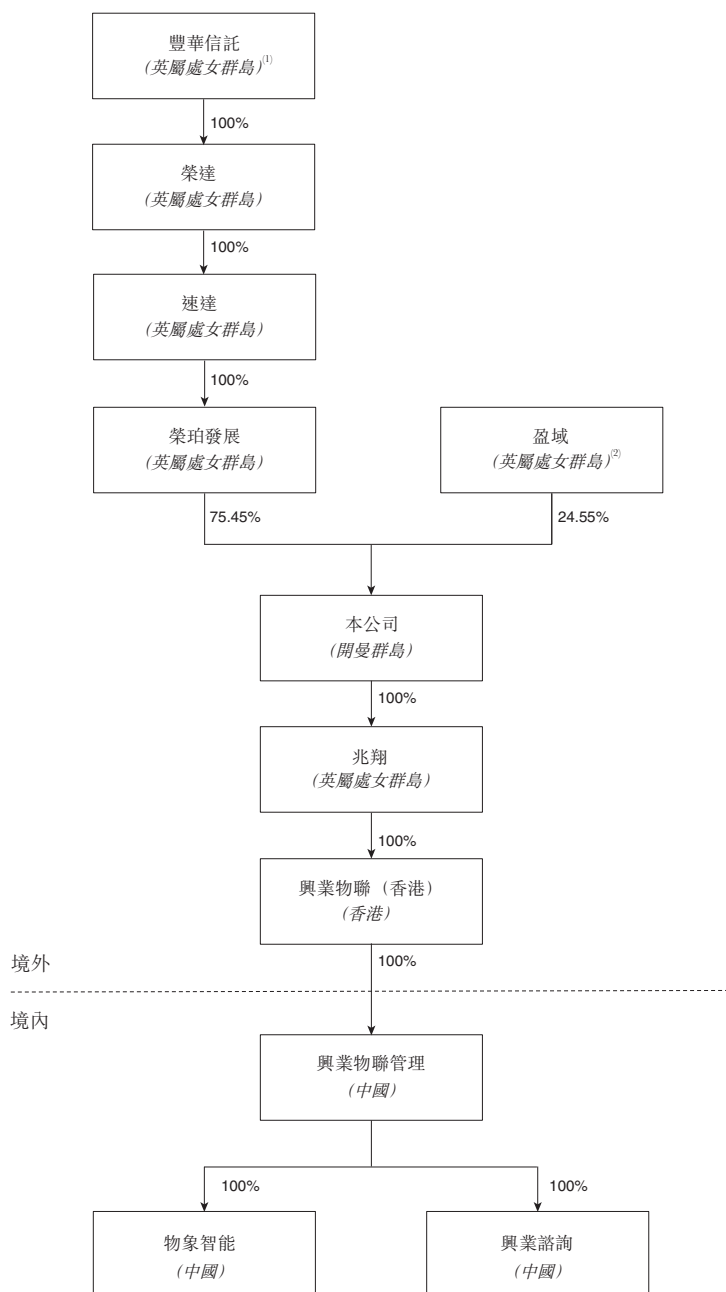 豐華信託
(英屬處女群島)(1)
100%
榮達
(英屬處女群島)
100%
速達
(英屬處女群島)
100%
榮珀發展
(英屬處女群島)
盈域
(英屬處女群島)(2)
75.45%
24.55%
本公司
(開曼群島)
100%
兆翔
(英屬處女群島)
100%
興業物聯（香港）
(香港)
境外
100%
境內
興業物聯管理
(中國)
100%
100%
物象智能
(中國)
興業諮詢
(中國)